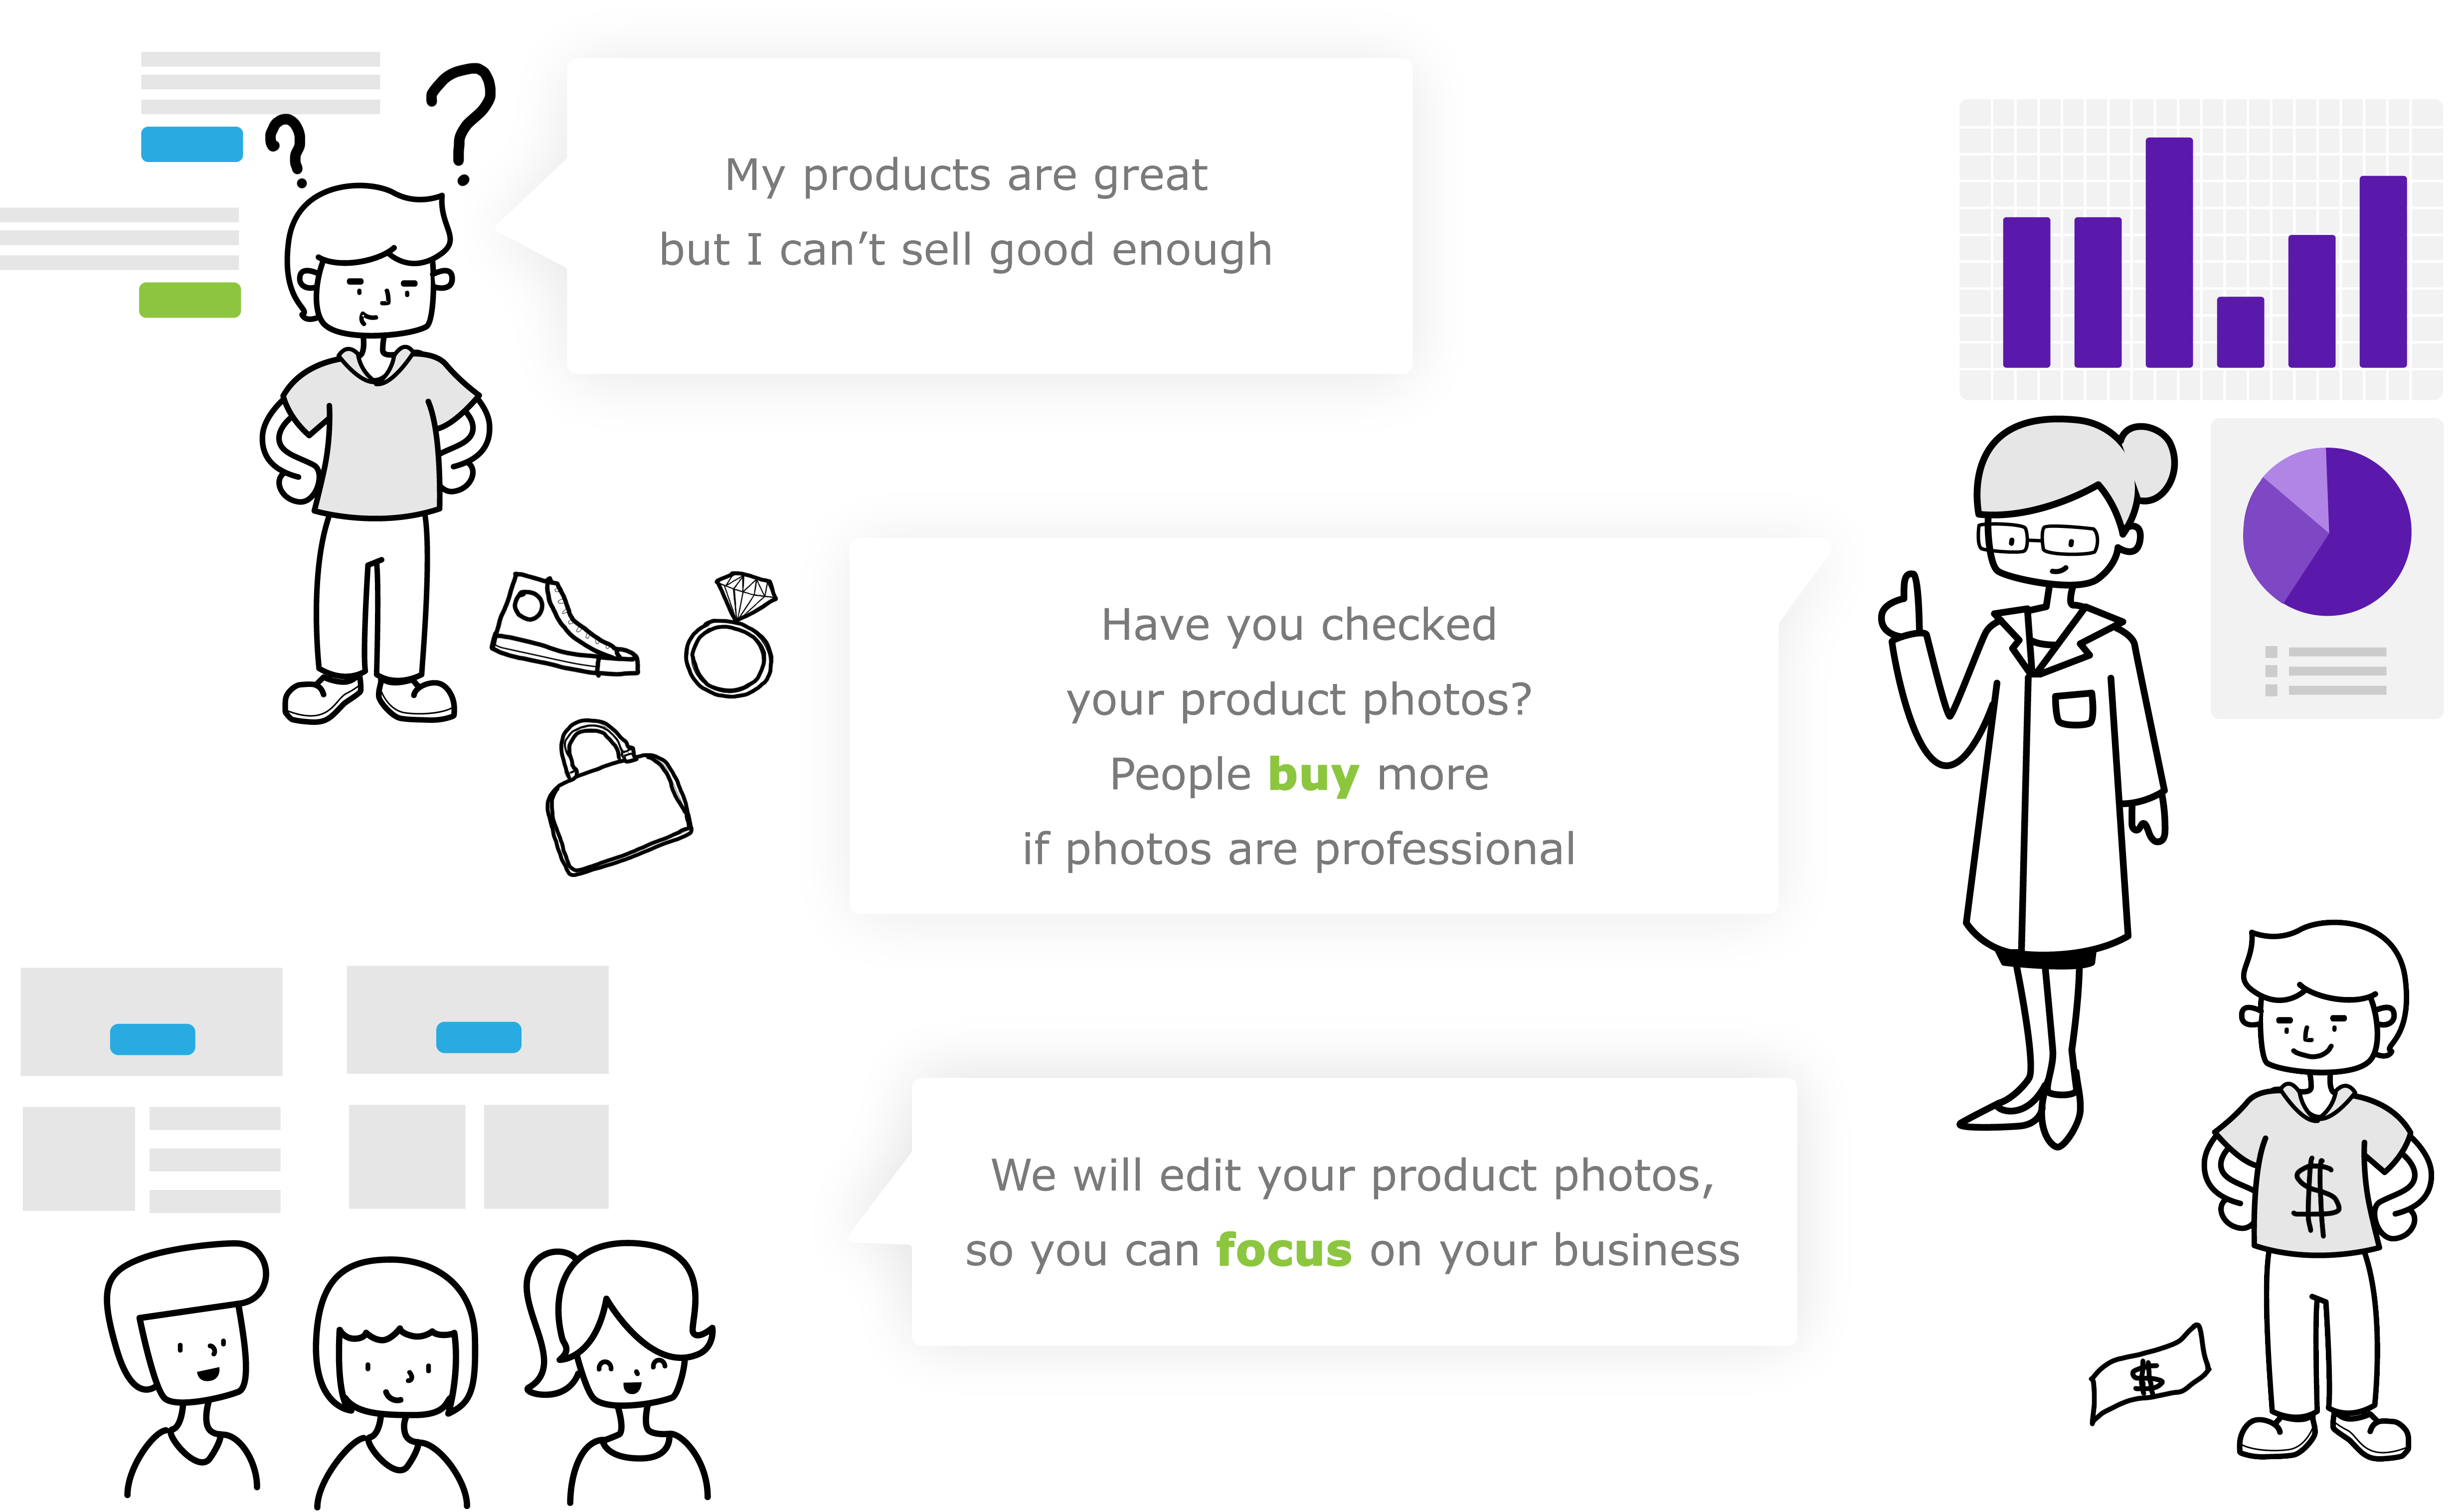 ?
?
My products are great
but I can’t sell good enough
Have you checked
your product photos?
People buy more
if photos are professional
We will edit your product photos,
so you can focus on your business
$
$